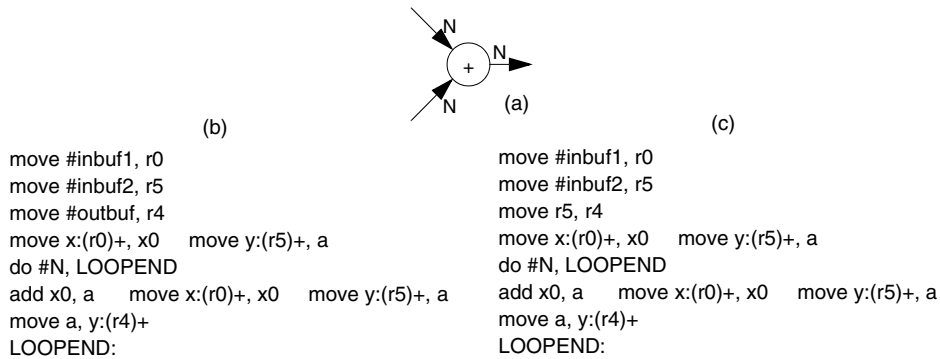 N
N
+
N
(a)
(b)
move #inbuf1, r0
move #inbuf2, r5
move #outbuf, r4
move x:(r0)+, x0 move y:(r5)+, a
do #N, LOOPEND
add x0, a move x:(r0)+, x0 move y:(r5)+, a
move a, y:(r4)+
LOOPEND:
(c)
move #inbuf1, r0
move #inbuf2, r5
move r5, r4
move x:(r0)+, x0 move y:(r5)+, a
do #N, LOOPEND
add x0, a move x:(r0)+, x0 move y:(r5)+, a
move a, y:(r4)+
LOOPEND: